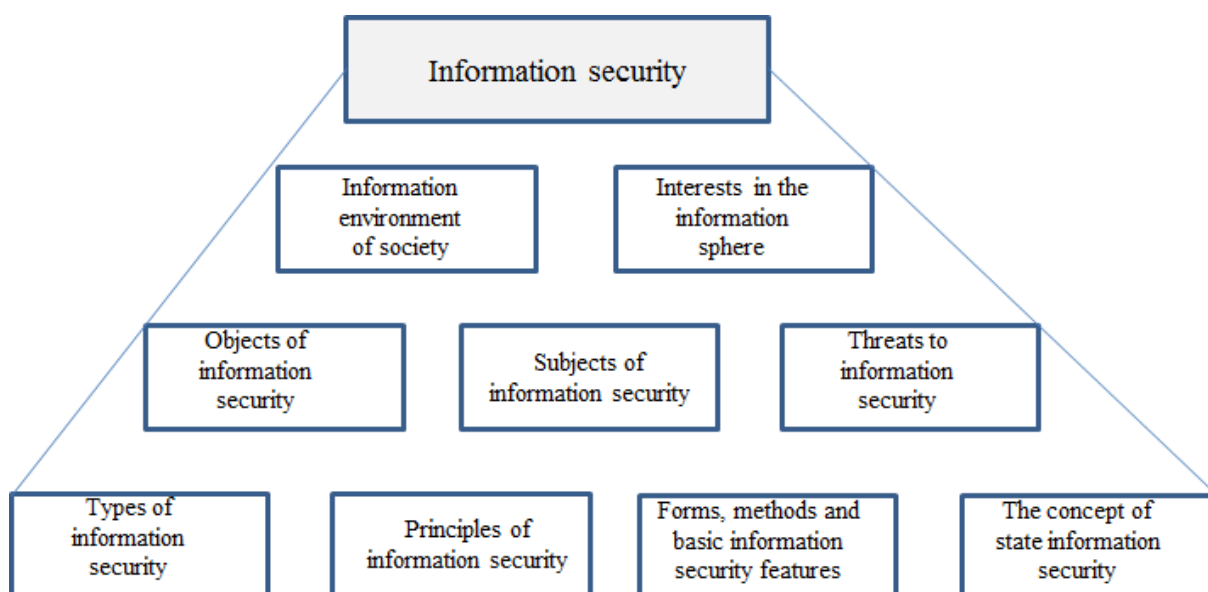 Information security
Information
environment
of society
Interests in the
information
sphere
Objects of
information
security
Subjects of
information security
Threats to
information
security
Types of
information
security
Principles of
information security
Forms, methods and
basic information
security features
The concept of
state information
security